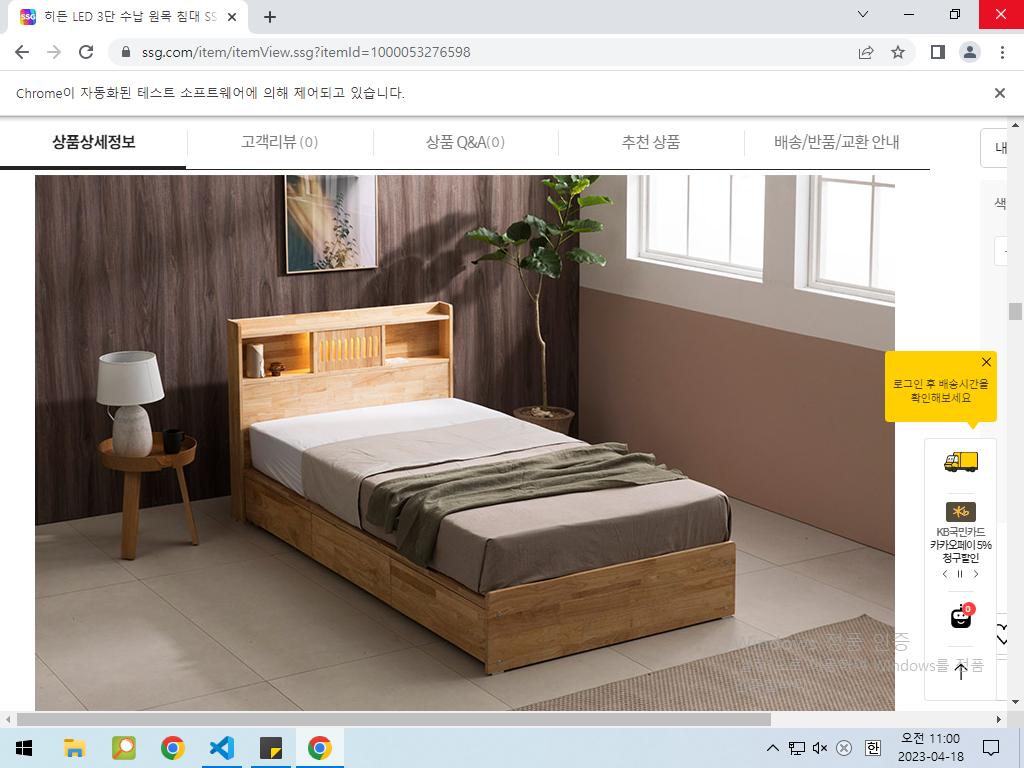 히든 LED 3단 수납 원목 침대 SS
ssg.com/item/itemView.ssg?itemId=1000053276598
Chrome이 자동화된 테스트 소프트웨어에 의해 제어되고 있습니다.
상품상세정보
고객리뷰 (0)
상품 Q&A(0)
추천 상품
배송/반품/교환 안내
내
색
로그인 후 배송시간을
확인해보세요
KB국민카드
카카오페이 5%
청구할인
0
Windows 정품 인증
Windows를 정품
한
오전 11:00
2023-04-18